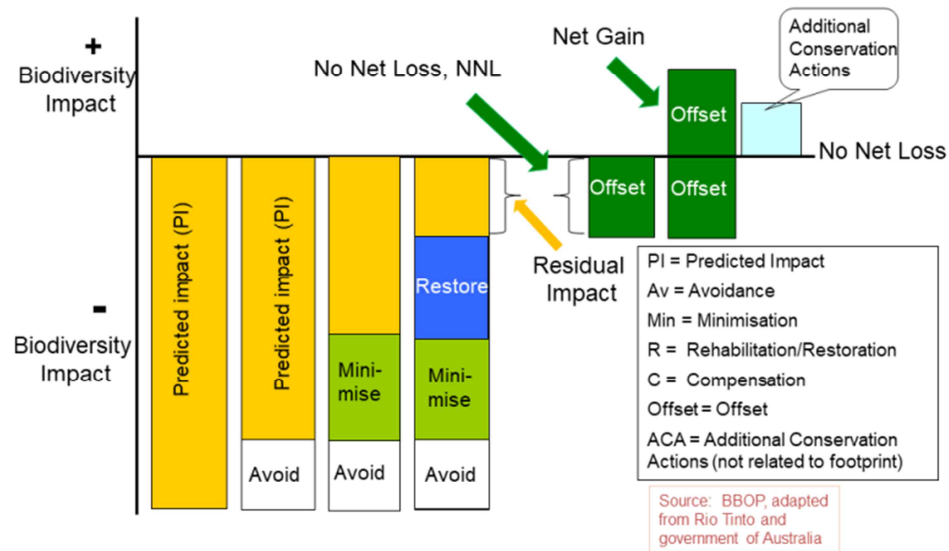 +
Biodiversity
Impact
No Net Loss, NNL
Net Gain
Additional
Conservation
Actions
Offset
No Net Loss
Offset
Offset
Predicted impact (PI)
Predicted impact (PI)
Restore
Residual
Impact
-
Biodiversity
Impact
Mini-
mise
Mini-
mise
Avoid
Avoid
Avoid
PI = Predicted Impact
Av = Avoidance
Min = Minimisation
R = Rehabilitation/Restoration
C = Compensation
Offset = Offset
ACA = Additional Conservation
Actions (not related to footprint)
Source: BBOP, adapted
from Rio Tinto and
government of Australia